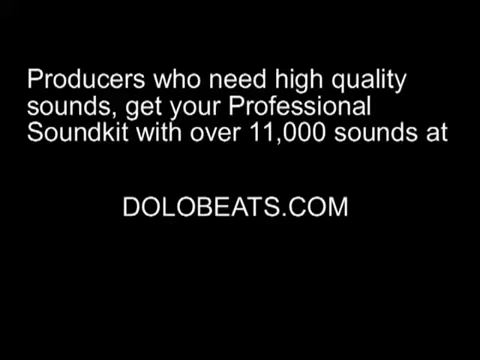 Producers who need high quality
sounds, get your Professional
Soundkit with over 11,000 sounds at
DOLOBEATS.COM